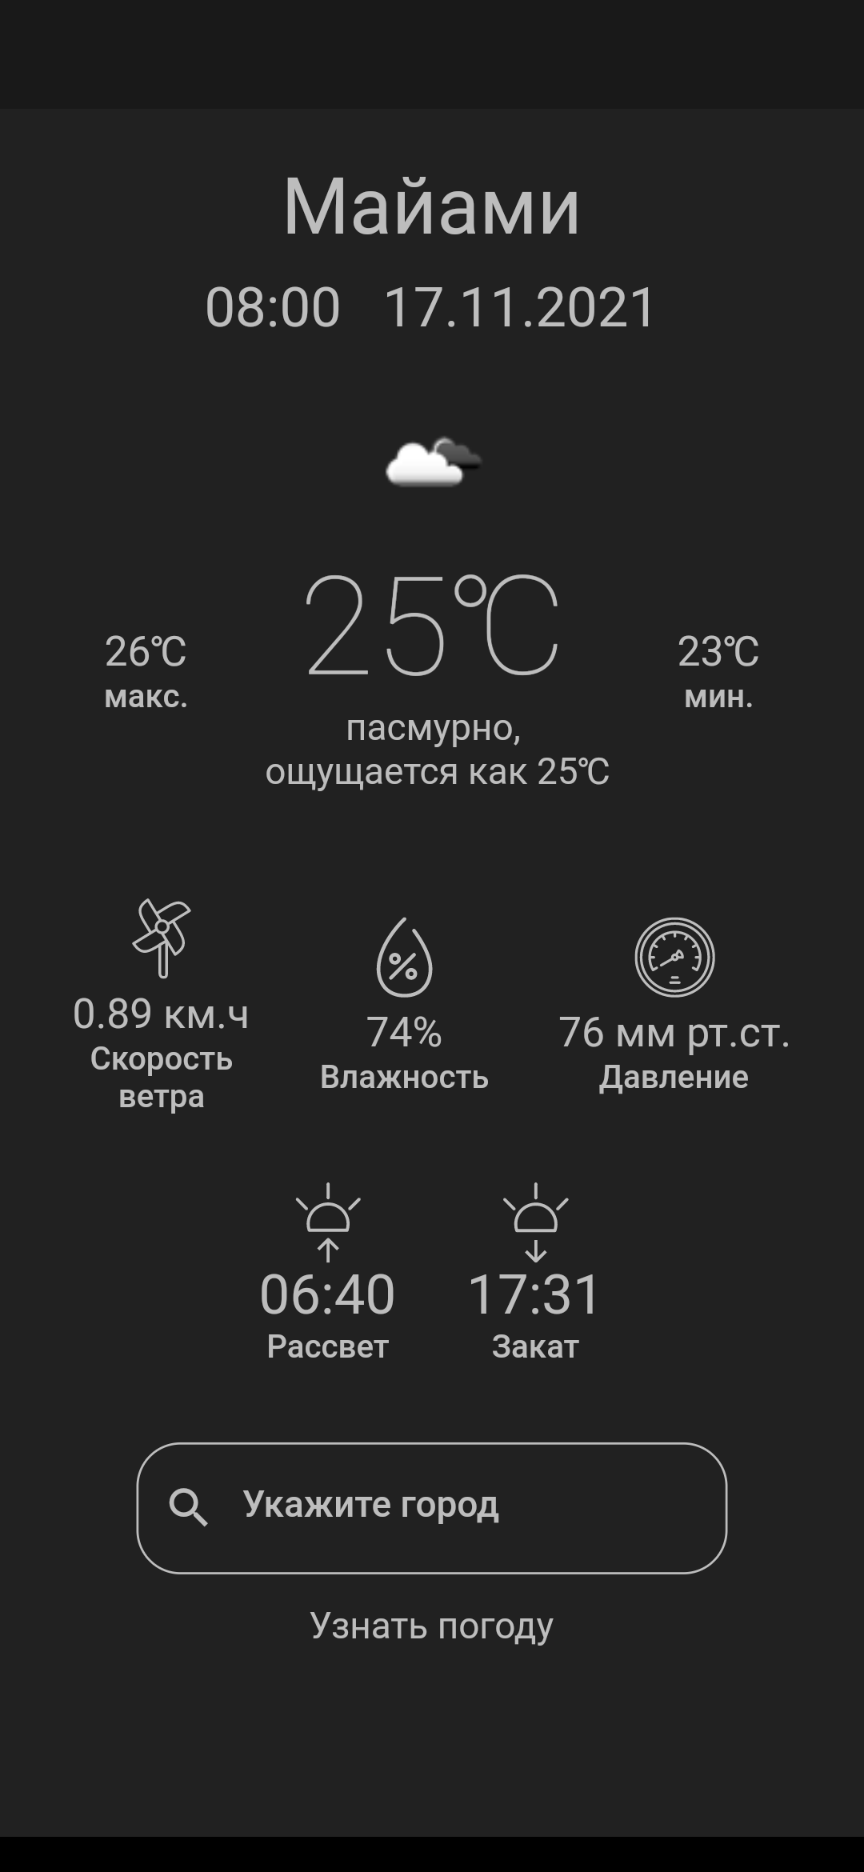 Майами
08:00 17.11.2021
25℃
26℃
макс.
23℃
мин.
пасмурно,
ощущается как 25℃
0.89 км.ч
Скорость
ветра
%
74%
Влажность
76 мм рт.ст.
Давление
06:40
Рассвет
17:31
Закат
Укажите город
Узнать погоду